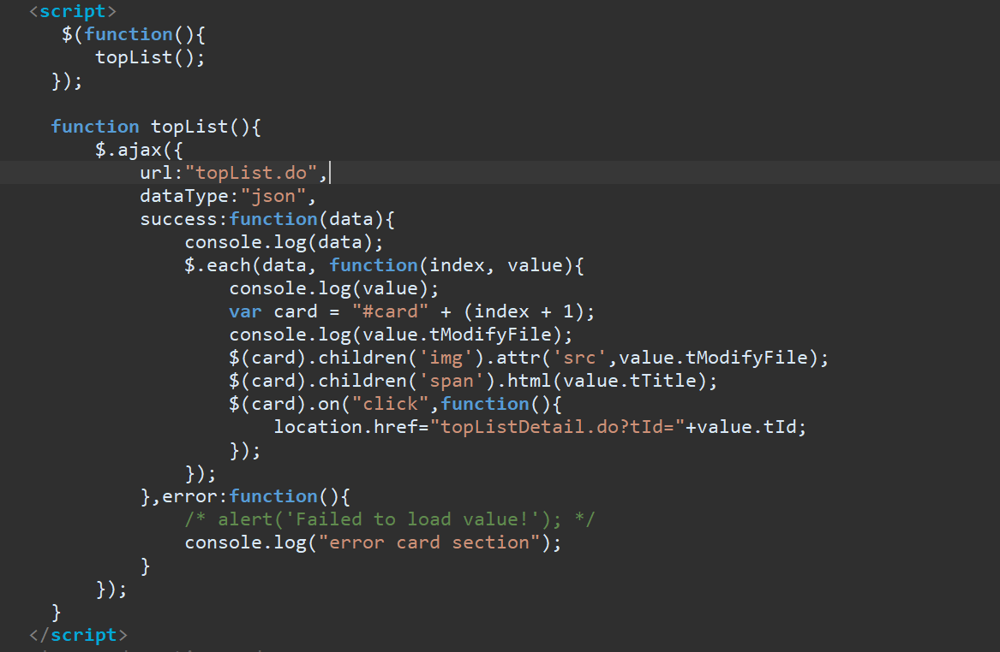 <script>
$(function(){
topList();
});
function topList(){
$.ajax({
url:"topList.do",
dataType:"json",
success:function(data){
console.log(data);
$.each(data, function(index, value){
console.log(value);
var card = "#card" + (index + 1);
console.log(value.tModifyFile);
$(card).children('img').attr('src',value.tModifyFile);
$(card).children('span').html(value.tTitle);
$(card).on("click",function(){
location.href="topListDetail.do?tId="+value.tId;
});
});
},error:function(){
/* alert('Failed to load value!'); */
console.log("error card section");
}
});
}
</script>